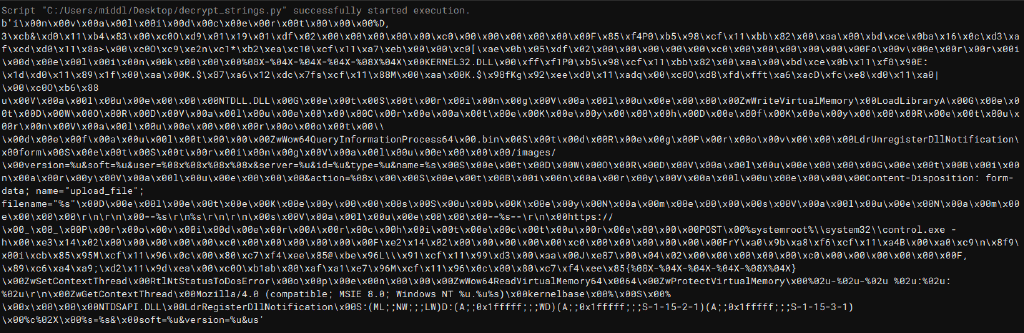 Script "C:/Users/middl/Desktop/decrypt_strings.py" successfully started execution.
b'i\x00n\x00v\x00a\x00l\x00i\x00d\x00c\x00e\x00r\x00t\x00\x00\x00%D,
3\xcb&\xd0\x11\xb4\x83\x00\xc0O\xd9\x01\x19\x01\xdf\x02\x00\x00\x00\x00\x00\xc0\x00\x00\x00\x00\x00\x00F\x85\xf4P0\xb5\x98\xcf\x11\xbb\x82\x00\xaa\x00\xbd\xce\x0ba\x16\x0c\xd3\xa
f\xcd\xd0\x11\x8a>\x00\xc0O\xc9\xe2n\xc1*\xb2\xea\xc10\xcf\x11\xa7\xeb\x00\x00\xc0[\xae\x0b\x05\xdf\x02\x00\x00\x00\x00\x00\xc0\x00\x00\x00\x00\x00\x00Fo\x00v\x00e\x00r\x00r\x00i
\x00d\x00e\x00l\x00i\x00n\x00k\x00\x00\x00%08X-%04X-%04X-%04X-%08X%04X\x00KERNEL32.DLL\x00\xff\xf1P0\xb5\x98\xcf\x11\xbb\x82\x00\xaa\x00\xbd\xce\x0b\x11\xf8\x90E:
\x1d\xd0\x11\x89\x1f\x00\xaa\x00K.$\x87\xa6\x12\xdc\x7fs\xcf\x11\x88M\x00\xaa\x00K.$\x90fKg\x92\xee\xd0\x11\xadq\x00\xc0O\xd8\xfd\xfft\xa6\xacD\xfc\xe8\xd0\x11\xa0|
\x00\xc0O\xb6\x88
u\x00V\x00a\x00l\x00u\x00e\x00\x00\x00NTDLL.DLL\x00G\x00e\x00t\x00S\x00t\x00r\x00i\x00n\x00g\x00V\x00a\x00l\x00u\x00e\x00\x00\x00ZwWriteVirtualMemory\x00LoadLibraryA\x00G\x00e\x0
0t\x00D\x00W\x00O\x00R\x00D\x00V\x00a\x00l\x00u\x00e\x00\x00\x00C\x00r\x00e\x00a\x00t\x00e\x00K\x00e\x00y\x00\x00\x00h\x00D\x00e\x00f\x00K\x00e\x00y\x00\x00\x00R\x00e\x00t\x00u\x
00r\x00n\x00V\x00a\x00l\x00u\x00e\x00\x00\x00r\x00o\x00o\x00t\x00\\
\x00d\x00e\x00f\x00a\x00u\x00l\x00t\x00\x00\x00ZwWow64QueryInformationProcess64\x00.bin\x00S\x00t\x00d\x00R\x00e\x00g\x00P\x00r\x00o\x00v\x00\x00\x00LdrUnregisterDllNotification\
x00form\x00S\x00e\x00t\x00S\x00t\x00r\x00i\x00n\x00g\x00V\x00a\x00l\x00u\x00e\x00\x00\x00/images/
\x00version=%u&soft=%u&user=%08x%08x%08x%08x&server=%u&id=%u&type=%u&name=%s\x00S\x00e\x00t\x00D\x00W\x00O\x00R\x00D\x00V\x00a\x00l\x00u\x00e\x00\x00\x00G\x00e\x00t\x00B\x00i\x00
n\x00a\x00r\x00y\x00V\x00a\x00l\x00u\x00e\x00\x00\x00&action=%08x\x00\x00S\x00e\x00t\x00B\x00i\x00n\x00a\x00r\x00y\x00V\x00a\x00l\x00u\x00e\x00\x00\x00Content-Disposition: form-
data; name="upload_file";
filename="%s"\x00D\x00e\x00l\x00e\x00t\x00e\x00K\x00e\x00y\x00\x00\x00s\x00S\x00u\x00b\x00K\x00e\x00y\x00N\x00a\x00m\x00e\x00\x00\x00s\x00V\x00a\x00l\x00u\x00e\x00N\x00a\x00m\x00
e\x00\x00\x00\r\n\r\n\x00--%s\r\n%s\r\n\r\n\x00s\x00V\x00a\x00l\x00u\x00e\x00\x00\x00--%s--\r\n\x00https://
\x00_\x00_\x00P\x00r\x00o\x00v\x00i\x00d\x00e\x00r\x00A\x00r\x00c\x00h\x00i\x00t\x00e\x00c\x00t\x00u\x00r\x00e\x00\x00\x00POST\x00%systemroot%\\system32\\control.exe -
h\x00\xe3\x14\x02\x00\x00\x00\x00\x00\xc0\x00\x00\x00\x00\x00\x00F\xe2\x14\x02\x00\x00\x00\x00\x00\xc0\x00\x00\x00\x00\x00\x00FrY\xa0\x9b\xa8\xf6\xcf\x11\xa4B\x00\xa0\xc9\n\x8f9\
x00i\xcb\x85\x95M\xcf\x11\x96\x0c\x00\x80\xc7\xf4\xee\x85@\xbe\x96L\\\x91\xcf\x11\x99\xd3\x00\xaa\x00J\xe87\x00\x04\x02\x00\x00\x00\x00\x00\xc0\x00\x00\x00\x00\x00\x00F,
\x89\xc6\xa4\xa9;\xd2\x11\x9d\xea\x00\xc0O\xb1ab\x80\xaf\xa1\xe7\x96M\xcf\x11\x96\x0c\x00\x80\xc7\xf4\xee\x85{%08X-%04X-%04X-%04X-%08X%04X}
\x00ZwSetContextThread\x00RtlNtStatusToDosError\x00o\x00p\x00e\x00n\x00\x00\x00ZwWow64ReadVirtualMemory64\x0064\x00ZwProtectVirtualMemory\x00%02u-%02u-%02u %02u:%02u:
%02u\r\n\x00ZwGetContextThread\x00Mozilla/4.0 (compatible; MSIE 8.0; Windows NT %u.%u%s)\x00kernelbase\x00%\x00S\x00%
\x00x\x00\x00\x00NTDSAPI.DLL\x00LdrRegisterDllNotification\x00S:(ML;;NW;;;LW)D:(A;;0x1fffff;;;WD)(A;;0x1fffff;;;S-1-15-2-1)(A;;0x1fffff;;;S-1-15-3-1)
\x00%c%02X\x00%s=%s&\x00soft=%u&version=%u&us'